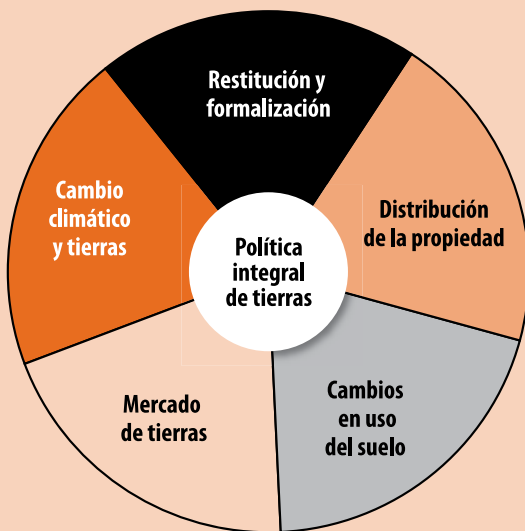 Restitución y
formalización
Distribución
de la propiedad
Cambios
en uso
del suelo
Mercado
de tierras
Cambio
climático
y tierras
Política
integral
de tierras